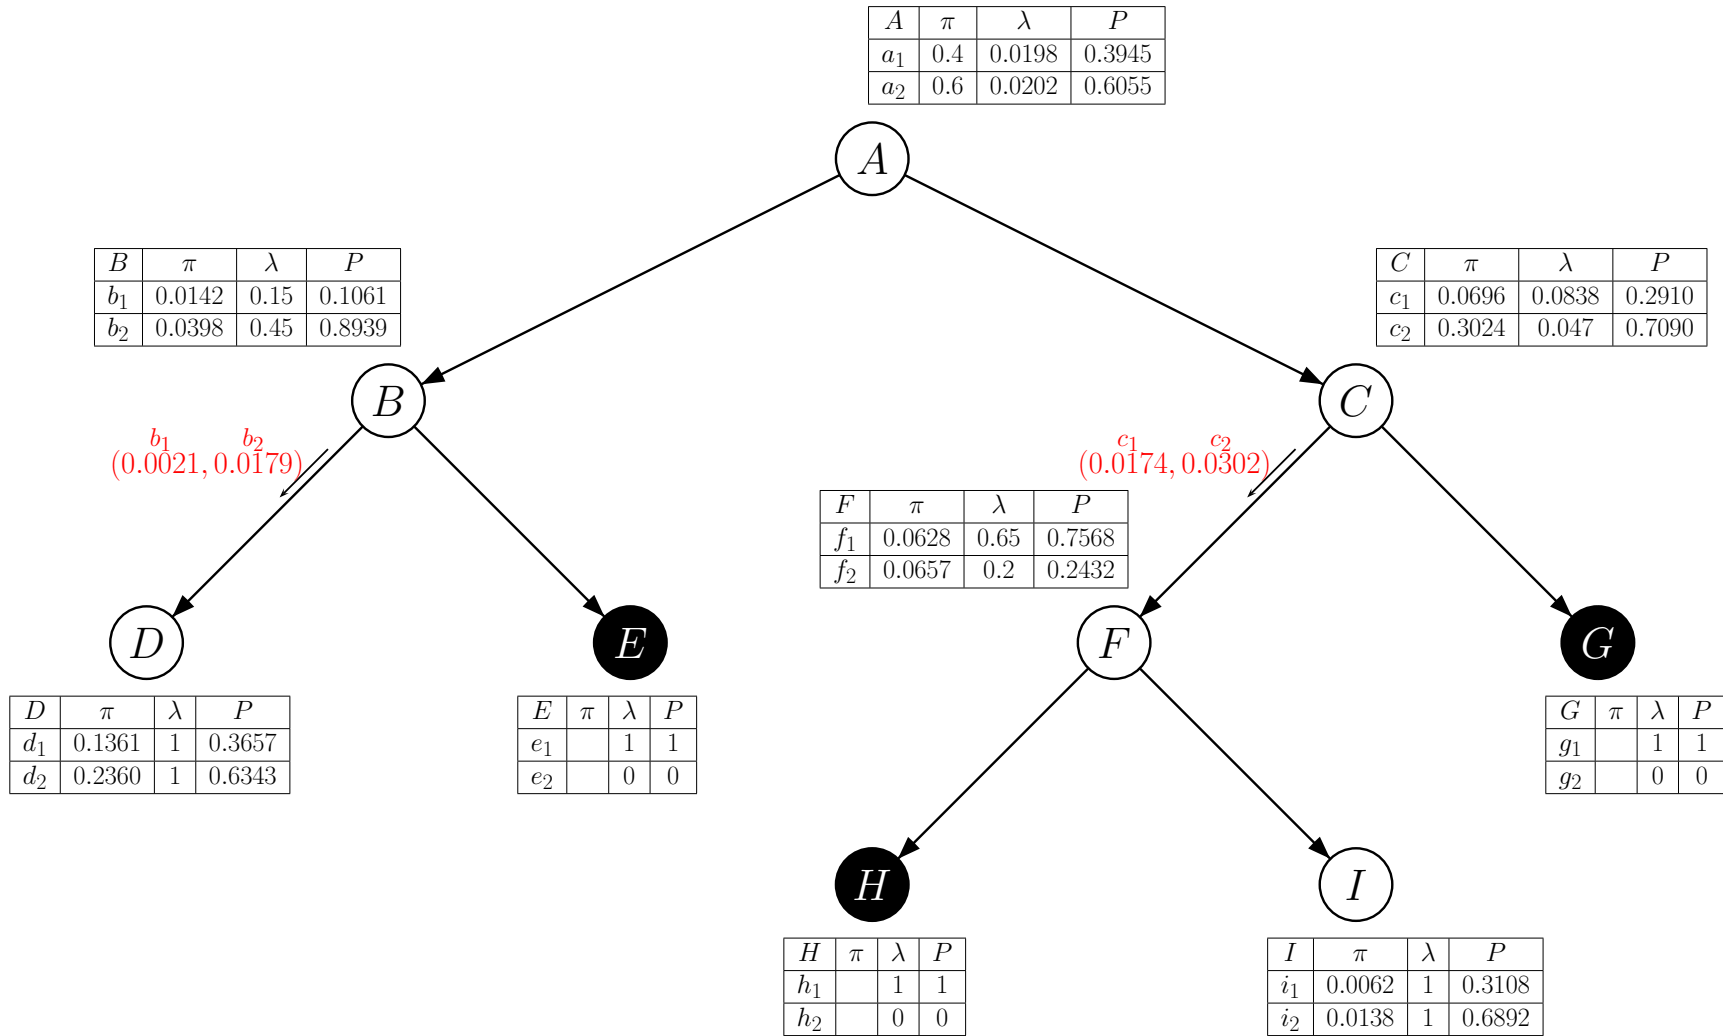 A π λ P
a1 0.4 0.0198 0.3945
a2 0.6 0.0202 0.6055
A
B π λ P
b1 0.0142 0.15 0.1061
b2 0.0398 0.45 0.8939
C π λ P
c1 0.0696 0.0838 0.2910
c2 0.3024 0.047 0.7090
B
C
b1 b2
(0.0021, 0.0179)
c1 c2
(0.0174, 0.0302)
F π λ P
f1 0.0628 0.65 0.7568
f2 0.0657 0.2 0.2432
D
E
F
G
D π λ P
d1 0.1361 1 0.3657
d2 0.2360 1 0.6343
E π λ P
e1 1 1
e2 0 0
G π λ P
g1 1 1
g2 0 0
H
I
H π λ P
h1 1 1
h2 0 0
I π λ P
i1 0.0062 1 0.3108
i2 0.0138 1 0.6892